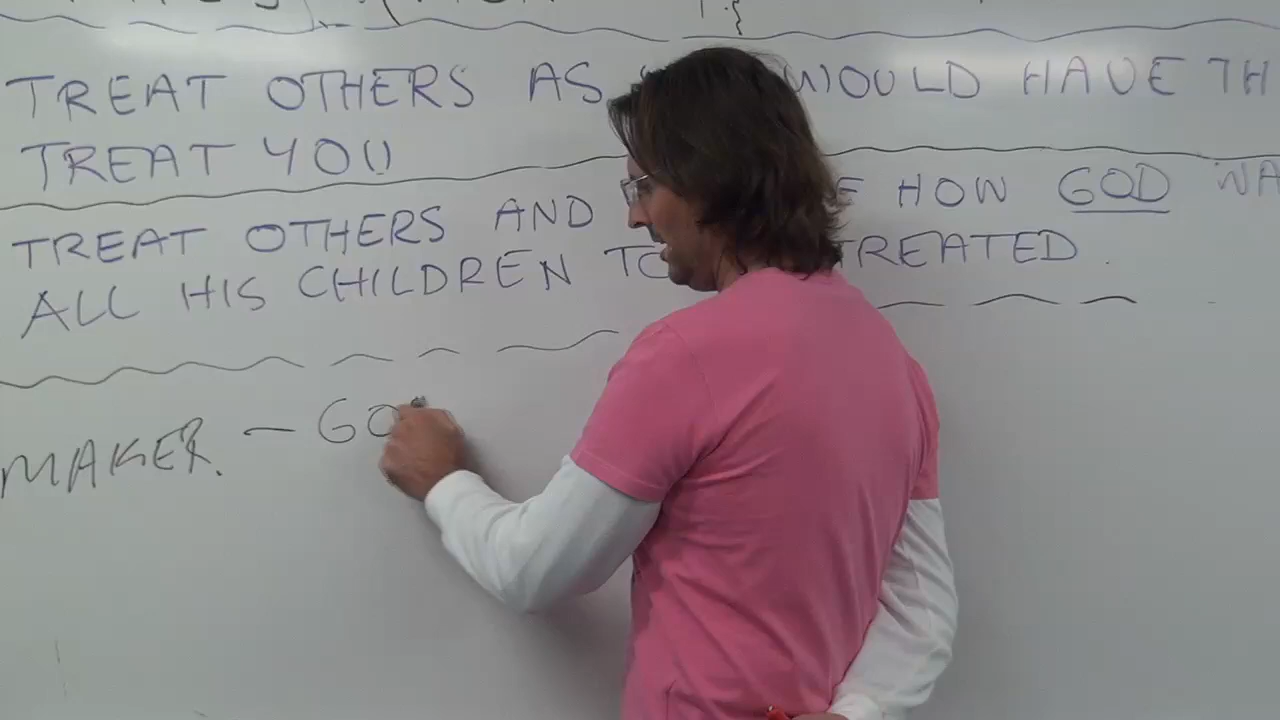 TREAT OTHERS AS WOULD HAVE TH
TREAT YOU
TREAT OTHERS AND HOW GOD WA
ALL HIS CHILDREN TO TREATED.
MAKER. - GO